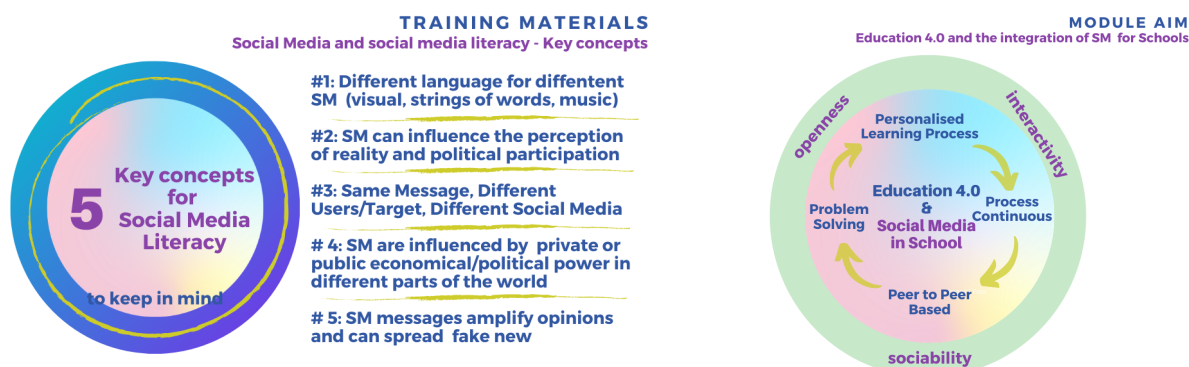 TRAINING MATERIALS
Social Media and social media literacy - Key concepts
5
Key concepts
for
Social Media
Literacy
to keep in mind
#1: Different language for diffentent
SM (visual, strings of words, music)
#2: SM can influence the perception
of reality and political participation
#3: Same Message, Different
Users/Target, Different Social Media
# 4: SM are influenced by private or
public economical/political power in
different parts of the world
# 5: SM messages amplify opinions
and can spread fake new
MODULE AIM
Education 4.0 and the integration of SM for Schools
openness
interactivity
sociability
Personalised
Learning Process
Process
Continuous
Peer to Peer
Based
Problem
Solving
Education 4.0
&
Social Media
in School